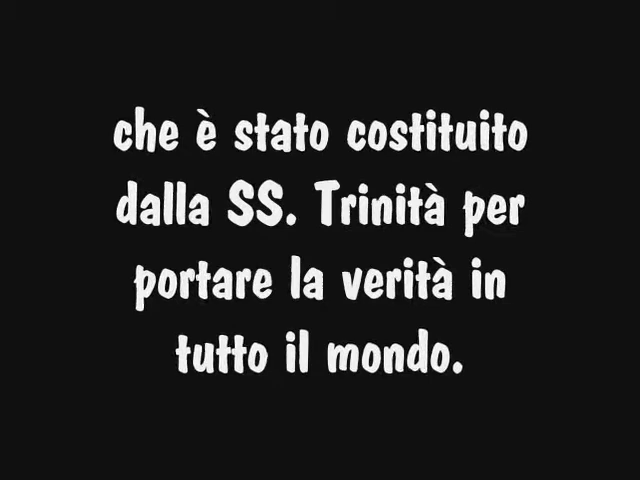 che è stato costituito
dalla SS. Trinità per
portare la verità in
tutto il mondo.